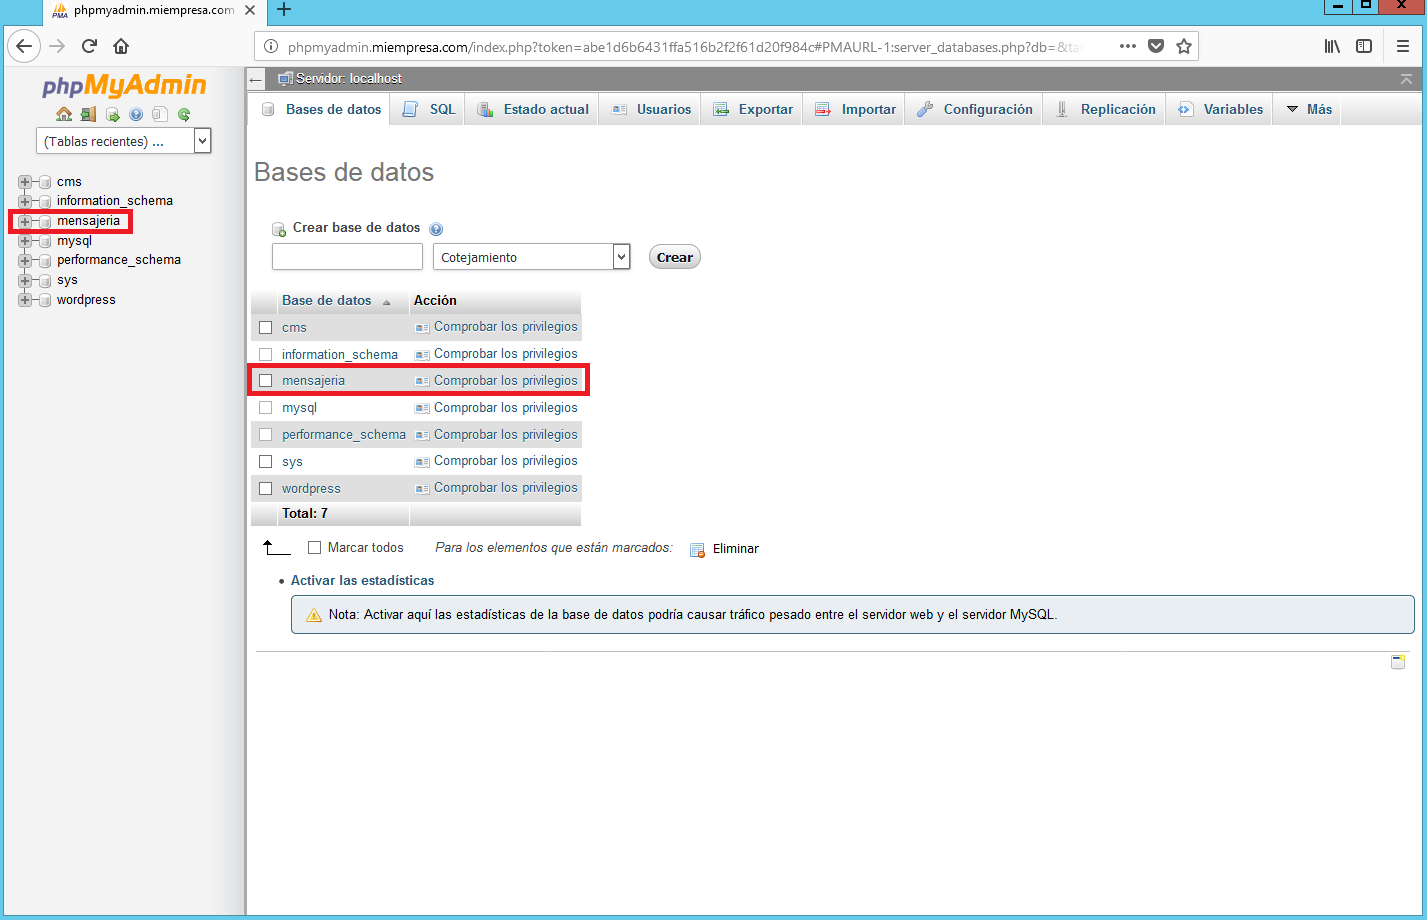 phpmyadmin.miempresa.com
phpmyadmin.miempresa.com/index.php?token=abe1d6b6431ffa516b2f2f61d20f984c#PMAURL-1:server_databases.php?db=&ta
phpMyAdmin
(Tablas recientes) ...
cms
information_schema
mensajeria
mysql
performance_schema
sys
wordpress
Servidor: localhost
Bases de datos
SQL
Estado actual
Usuarios
Exportar
Importar
Configuración
Replicación
Variables
Más
Bases de datos
Crear base de datos
Cotejamiento
Crear
Base de datos Acción
cms Comprobar los privilegios
information_schema Comprobar los privilegios
mensajeria Comprobar los privilegios
mysql Comprobar los privilegios
performance_schema Comprobar los privilegios
sys Comprobar los privilegios
wordpress Comprobar los privilegios
Total: 7
Marcar todos Para los elementos que están marcados: Eliminar
Activar las estadísticas
Nota: Activar aquí las estadísticas de la base de datos podría causar tráfico pesado entre el servidor web y el servidor MySQL.